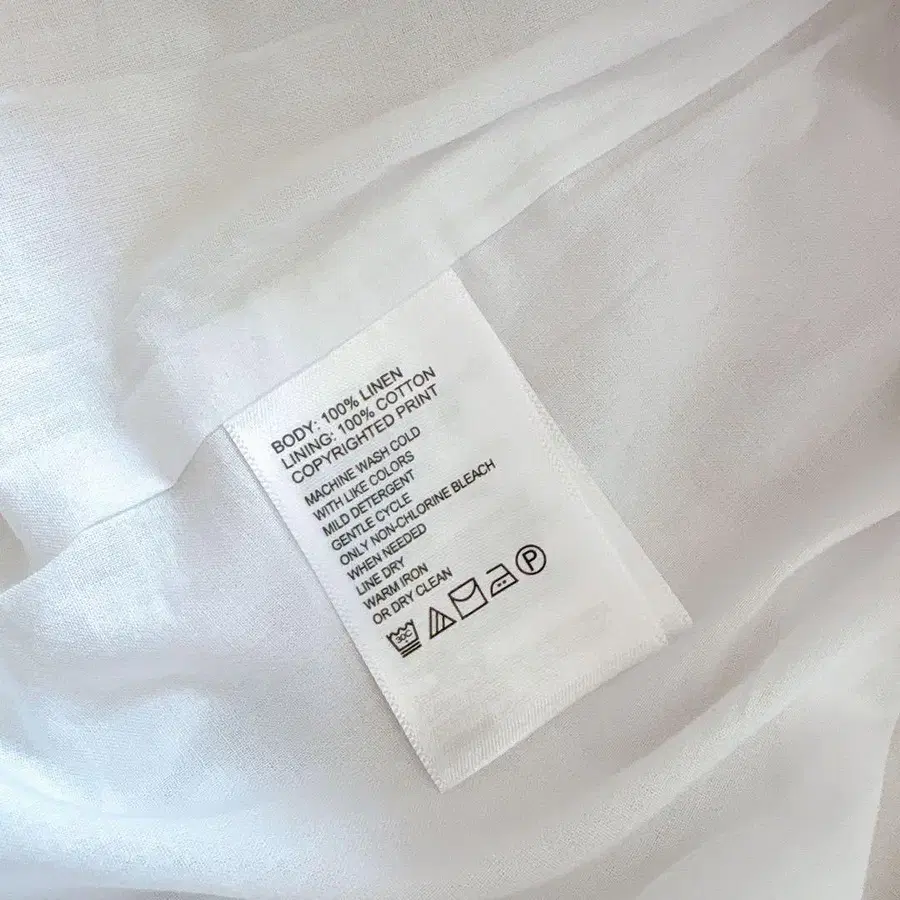 BODY: 100% LINEN
LINING: 100% COTTON
COPYRIGHTED PRINT
MACHINE WASH COLD
WITH LIKE COLORS
MILD DETERGENT
GENTLE CYCLE
ONLY NON-CHLORINE BLEACH
WHEN NEEDED
LINE DRY
WARM IRON
OR DRY CLEAN
30C P